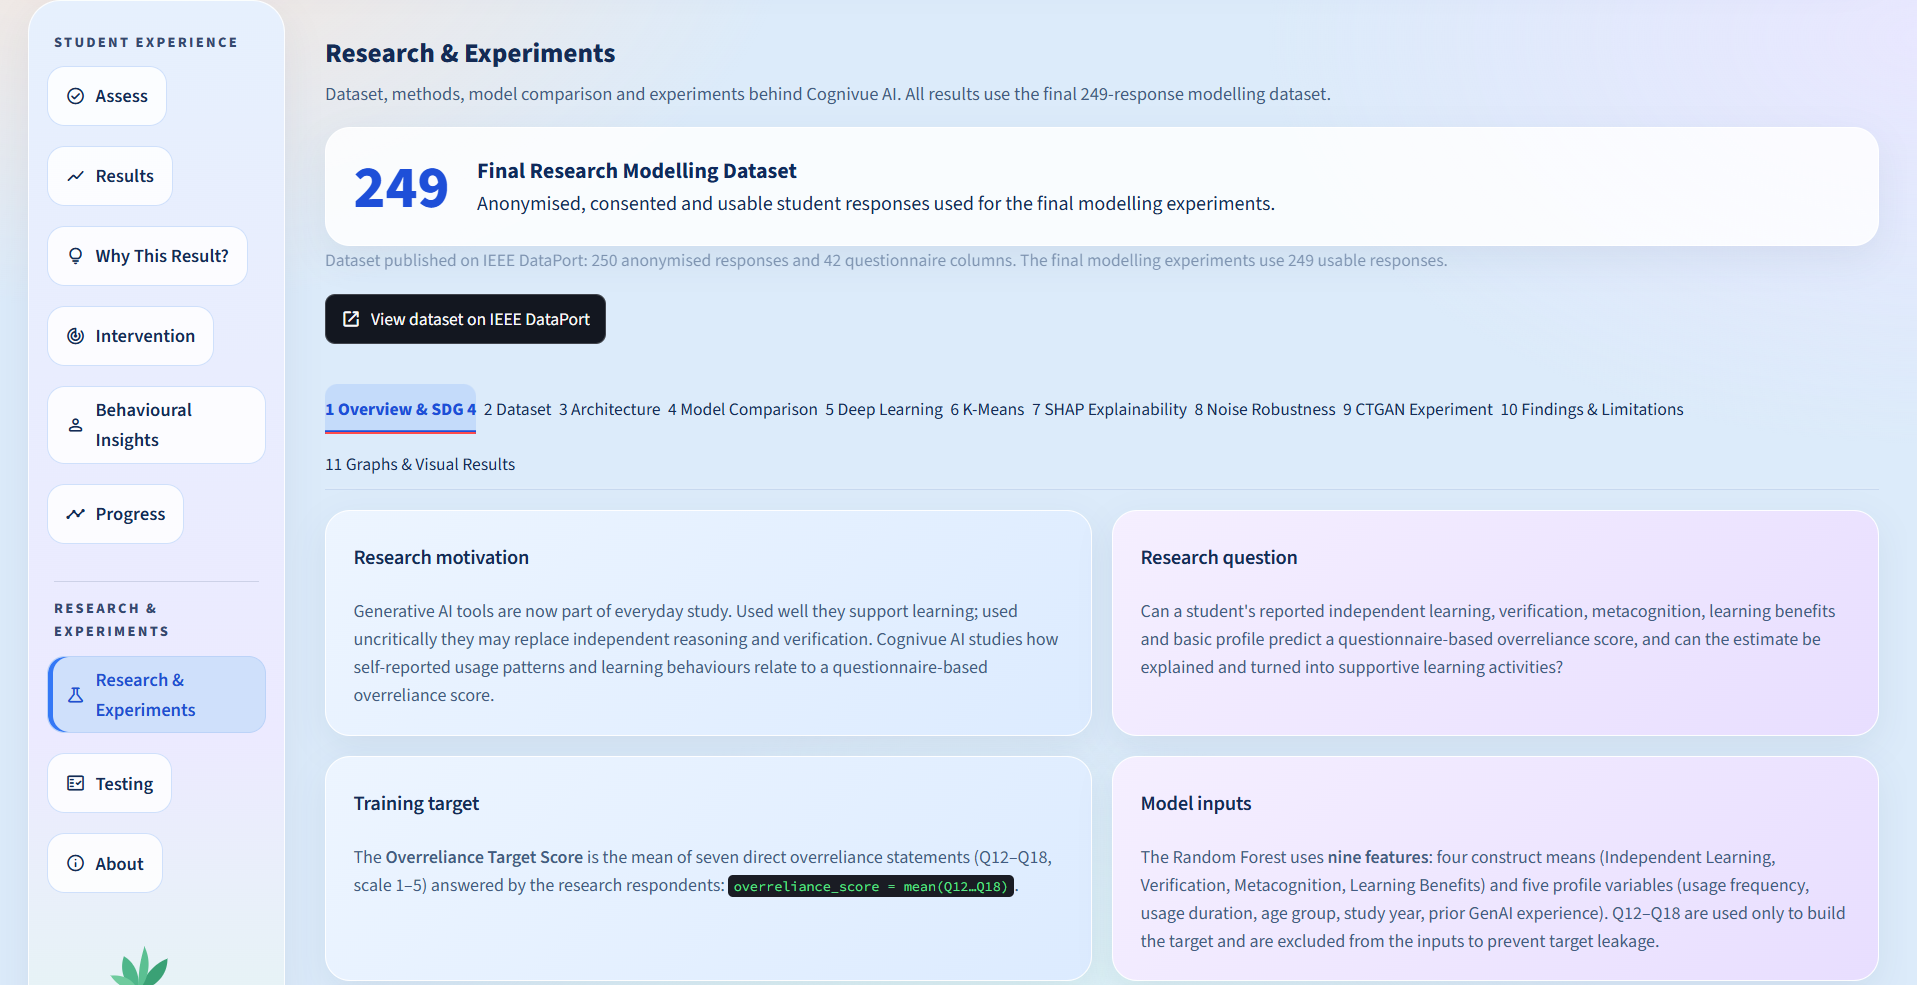 STUDENT EXPERIENCE
Assess
Results
Why This Result?
Intervention
Behavioural
Insights
Progress
RESEARCH &
EXPERIMENTS
Research &
Experiments
Testing
About
Research & Experiments
Dataset, methods, model comparison and experiments behind Cognivue AI. All results use the final 249-response modelling dataset.
249
Final Research Modelling Dataset
Anonymised, consented and usable student responses used for the final modelling experiments.
Dataset published on IEEE DataPort: 250 anonymised responses and 42 questionnaire columns. The final modelling experiments use 249 usable responses.
View dataset on IEEE DataPort
1 Overview & SDG 4 2 Dataset 3 Architecture 4 Model Comparison 5 Deep Learning 6 K-Means 7 SHAP Explainability 8 Noise Robustness 9 CTGAN Experiment 10 Findings & Limitations
11 Graphs & Visual Results
Research motivation
Generative AI tools are now part of everyday study. Used well they support learning; used
uncritically they may replace independent reasoning and verification. Cognivue AI studies how
self-reported usage patterns and learning behaviours relate to a questionnaire-based
overreliance score.
Research question
Can a student's reported independent learning, verification, metacognition, learning benefits
and basic profile predict a questionnaire-based overreliance score, and can the estimate be
explained and turned into supportive learning activities?
Training target
The Overreliance Target Score is the mean of seven direct overreliance statements (Q12–Q18,
scale 1–5) answered by the research respondents: overreliance_score = mean(Q12…Q18).
Model inputs
The Random Forest uses nine features: four construct means (Independent Learning,
Verification, Metacognition, Learning Benefits) and five profile variables (usage frequency,
usage duration, age group, study year, prior GenAI experience). Q12–Q18 are used only to build
the target and are excluded from the inputs to prevent target leakage.